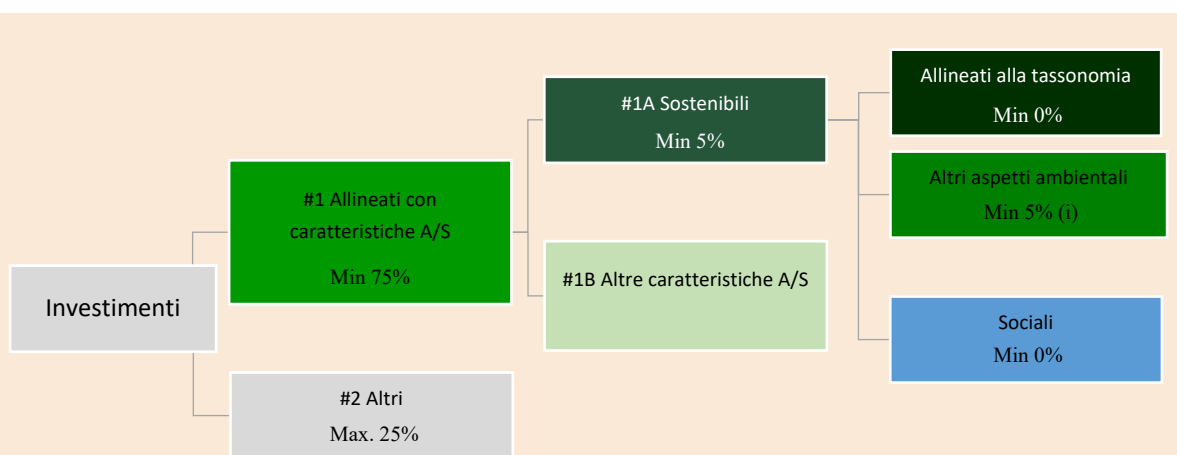 Investimenti
#1 Allineati con
caratteristiche A/S
Min 75%
#2 Altri
Max. 25%
#1A Sostenibili
Min 5%
#1B Altre caratteristiche A/S
Allineati alla tassonomia
Min 0%
Altri aspetti ambientali
Min 5% (i)
Sociali
Min 0%